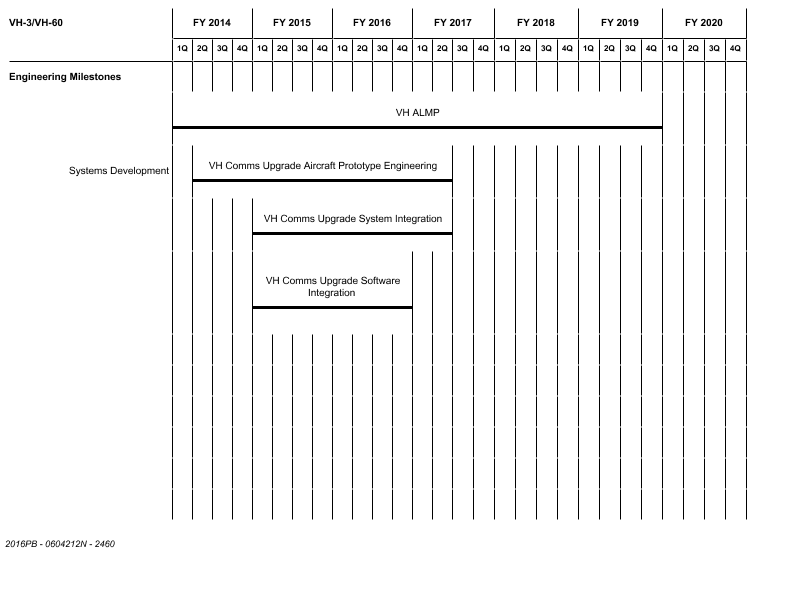 VH-3/VH-60 FY 2014 FY 2015 FY 2016 FY 2017 FY 2018 FY 2019 FY 2020
1Q 2Q 3Q 4Q 1Q 2Q 3Q 4Q 1Q 2Q 3Q 4Q 1Q 2Q 3Q 4Q 1Q 2Q 3Q 4Q 1Q 2Q 3Q 4Q 1Q 2Q 3Q 4Q
Engineering Milestones
VH ALMP
VH Comms Upgrade Aircraft Prototype Engineering
Systems Development
VH Comms Upgrade System Integration
VH Comms Upgrade Software
Integration
2016PB - 0604212N - 2460